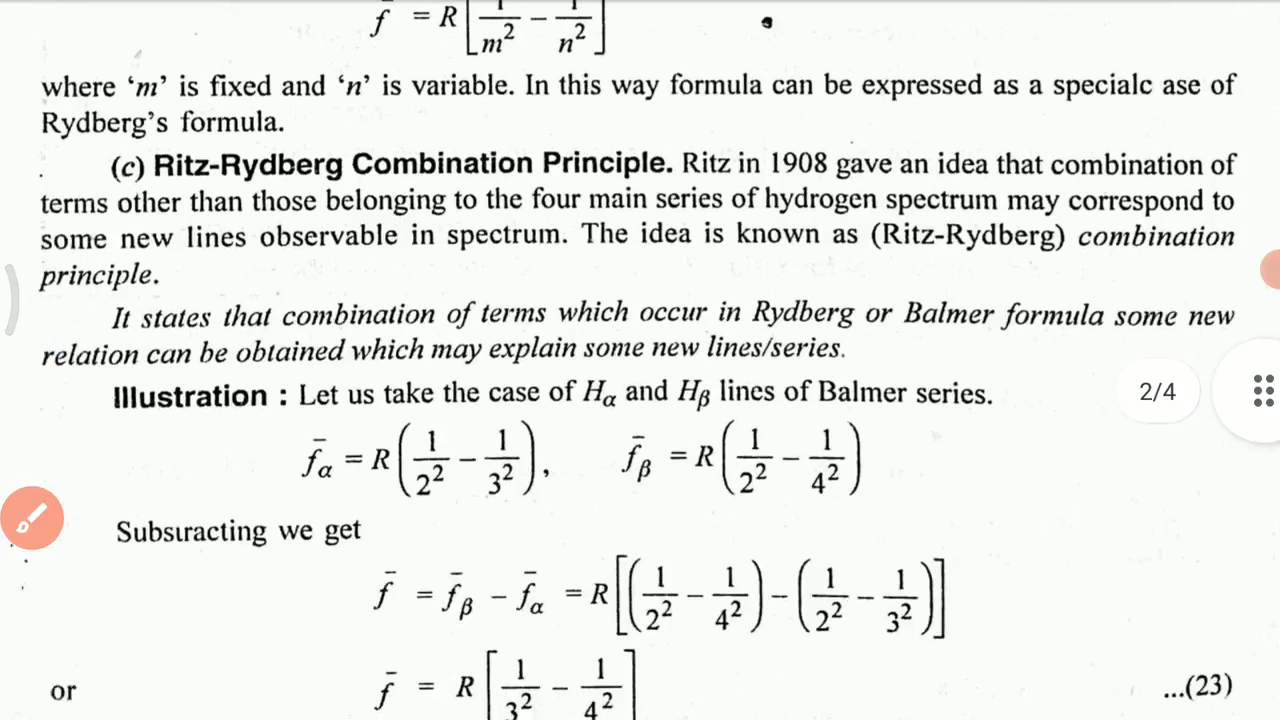 f̄ = R[1/m² − 1/n²]
where ‘m’ is fixed and ‘n’ is variable. In this way formula can be expressed as a specialc ase of
Rydberg’s formula.
(c) Ritz-Rydberg Combination Principle. Ritz in 1908 gave an idea that combination of
terms other than those belonging to the four main series of hydrogen spectrum may correspond to
some new lines observable in spectrum. The idea is known as (Ritz-Rydberg) combination
principle.
It states that combination of terms which occur in Rydberg or Balmer formula some new
relation can be obtained which may explain some new lines/series.
2/4
Illustration : Let us take the case of Hα and Hβ lines of Balmer series.
f̄α = R(1/2² − 1/3²), f̄β = R(1/2² − 1/4²)
Subsıracting we get
f̄ = f̄β − f̄α = R[(1/2² − 1/4²) − (1/2² − 1/3²)]
or f̄ = R[1/3² − 1/4²] ...(23)